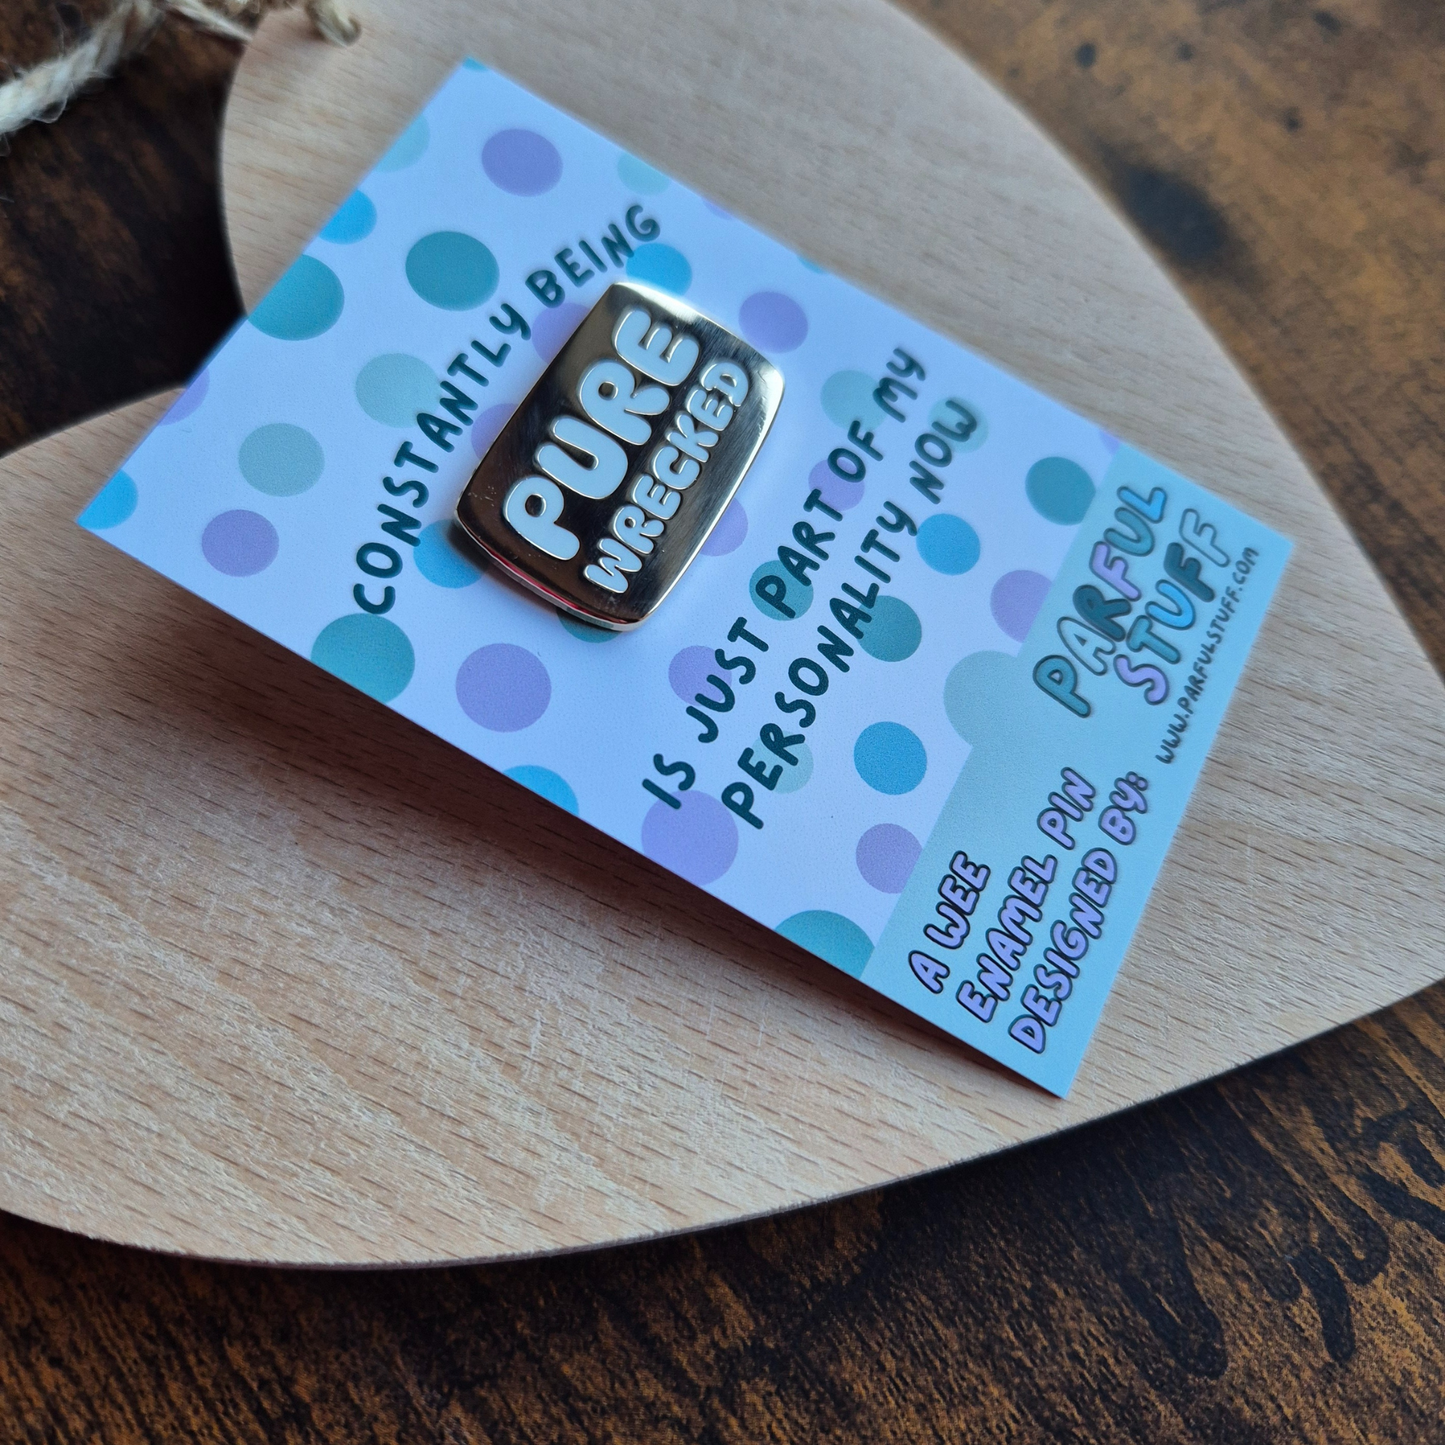 CONSTANTLY BEING
PURE
WRECKED
IS JUST PART OF MY
PERSONALITY NOW
A WEE
ENAMEL PIN
DESIGNED BY:
PARFUL
STUFF
WWW.PARFULSTUFF.COM